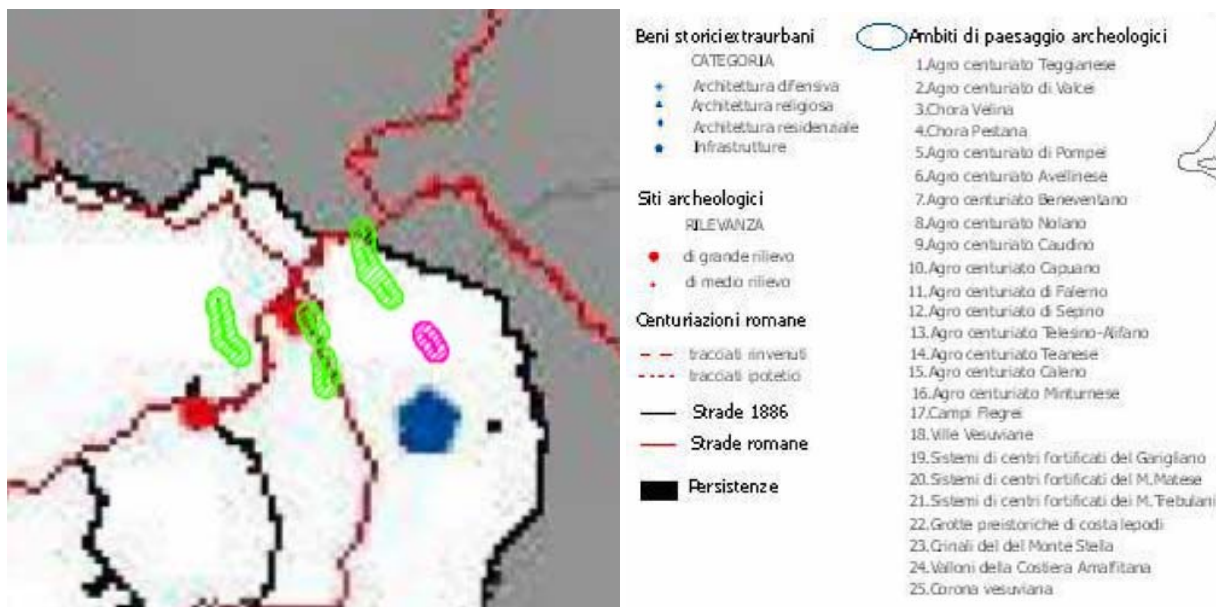 Beni storici extraurbani
CATEGORIA
Architettura difensiva
Architettura religiosa
Architettura residenziale
Infrastrutture
Siti archeologici
RILEVANZA
di grande rilievo
di medio rilievo
Centuriazioni romane
tracciati rinvenuti
tracciati ipotetici
Strade 1886
Strade romane
Persistenze
Ambiti di paesaggio archeologici
1.Agro centuriato Teggianese
2.Agro centuriato di Volcei
3.Chora Velina
4.Chora Pestana
5.Agro centuriato di Pompei
6.Agro centuriato Avellinese
7.Agro centuriato Beneventano
8.Agro centuriato Nolano
9.Agro centuriato Caudino
10.Agro centuriato Capuano
11.Agro centuriato di Falerno
12.Agro centuriato di Sepino
13.Agro centuriato Telesino-Alifano
14.Agro centuriato Teanese
15.Agro centuriato Caleno
16.Agro centuriato Minturnese
17.Campi Flegrei
18.Ville Vesuviane
19.Sistemi di centri fortificati del Garigliano
20.Sistemi di centri fortificati del M.Matese
21.Sistemi di centri fortificati dei M.Trebulani
22.Grotte preistoriche di costa lepodi
23.Crinali del del Monte Stella
24.Valloni della Costiera Amalfitana
25.Corona vesuviana